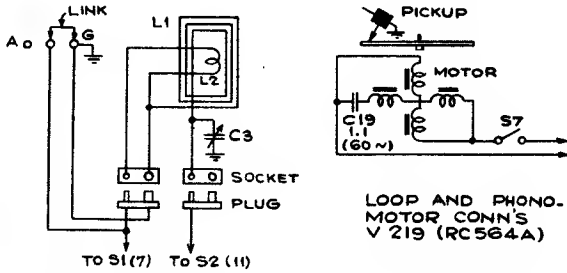 LINK
A
G
L1
L2
C3
SOCKET
PLUG
TO S1(7)
TO S2(11)
PICKUP
MOTOR
C19
1.1
(60~)
S7
LOOP AND PHONO-
MOTOR CONN'S
V 219 (RC564A)